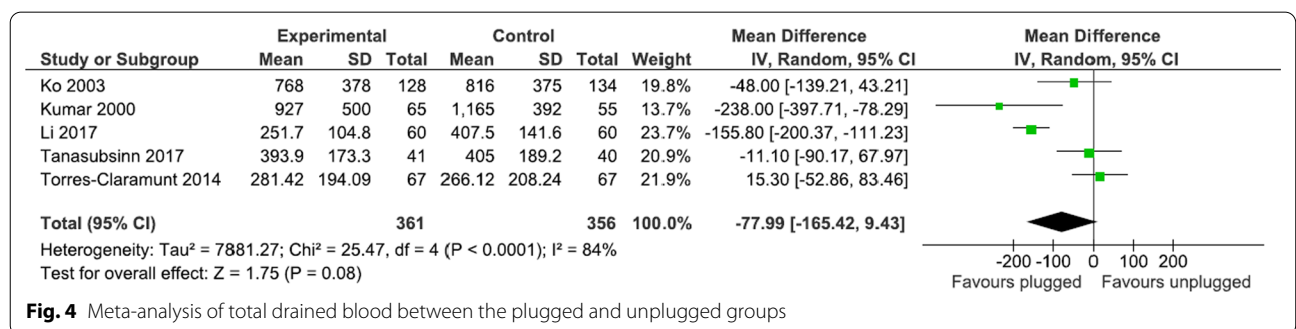 Experimental Control Mean Difference Mean Difference
Study or Subgroup Mean SD Total Mean SD Total Weight IV, Random, 95% CI IV, Random, 95% CI
Ko 2003 768 378 128 816 375 134 19.8% -48.00 [-139.21, 43.21]
Kumar 2000 927 500 65 1,165 392 55 13.7% -238.00 [-397.71, -78.29]
Li 2017 251.7 104.8 60 407.5 141.6 60 23.7% -155.80 [-200.37, -111.23]
Tanasubsinn 2017 393.9 173.3 41 405 189.2 40 20.9% -11.10 [-90.17, 67.97]
Torres-Claramunt 2014 281.42 194.09 67 266.12 208.24 67 21.9% 15.30 [-52.86, 83.46]
Total (95% CI) 361 356 100.0% -77.99 [-165.42, 9.43]
Heterogeneity: Tau² = 7881.27; Chi² = 25.47, df = 4 (P < 0.0001); I² = 84%
Test for overall effect: Z = 1.75 (P = 0.08)
-200 -100 0 100 200
Favours plugged Favours unplugged
Fig. 4 Meta-analysis of total drained blood between the plugged and unplugged groups